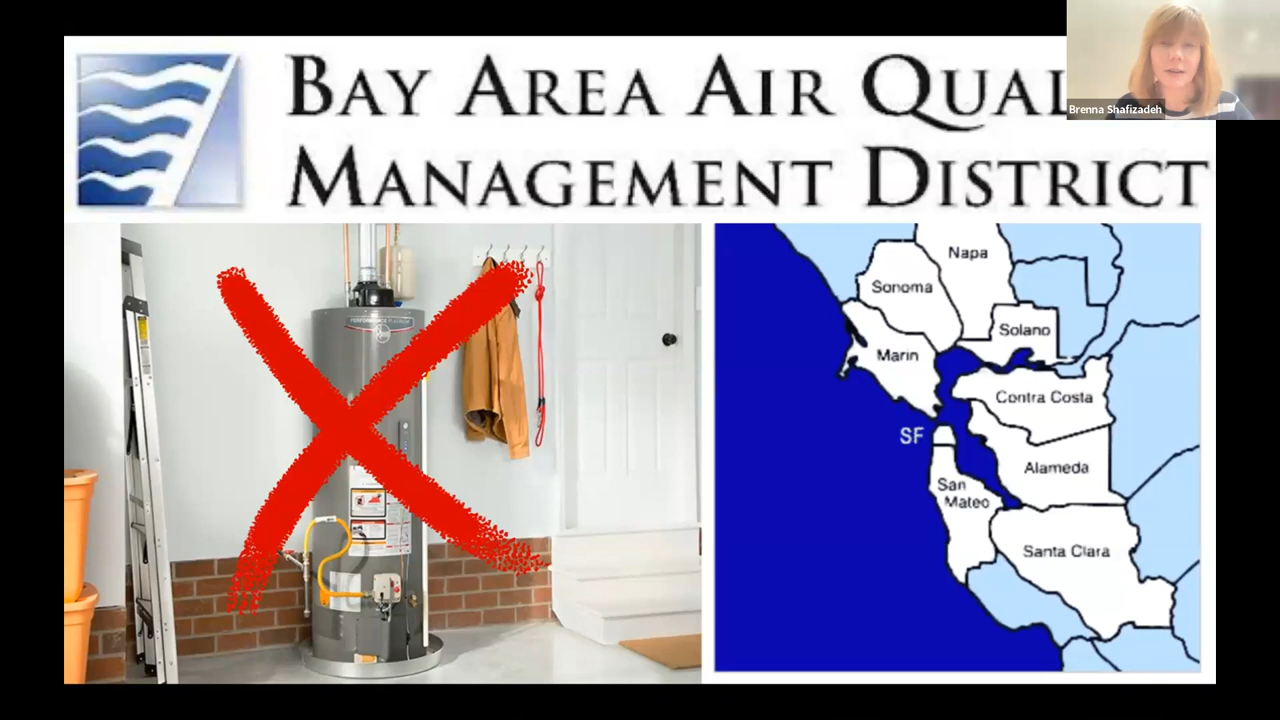 BAY AREA AIR QUAL
MANAGEMENT DISTRICT
Brenna Shafizadeh
Napa
Sonoma
Solano
Marin
Contra Costa
SF
Alameda
San
Mateo
Santa Clara